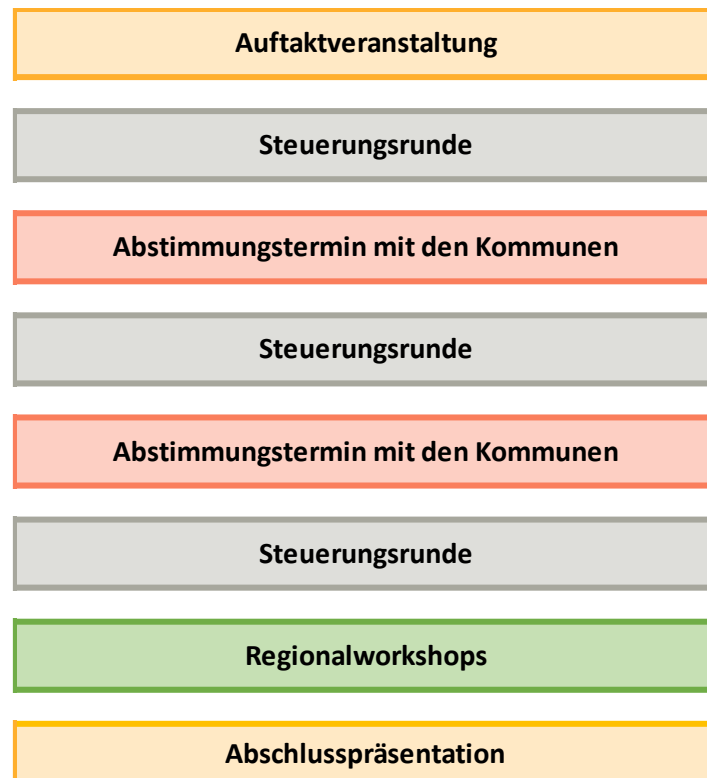 Auftaktveranstaltung
Steuerungsrunde
Abstimmungstermin mit den Kommunen
Steuerungsrunde
Abstimmungstermin mit den Kommunen
Steuerungsrunde
Regionalworkshops
Abschlusspräsentation